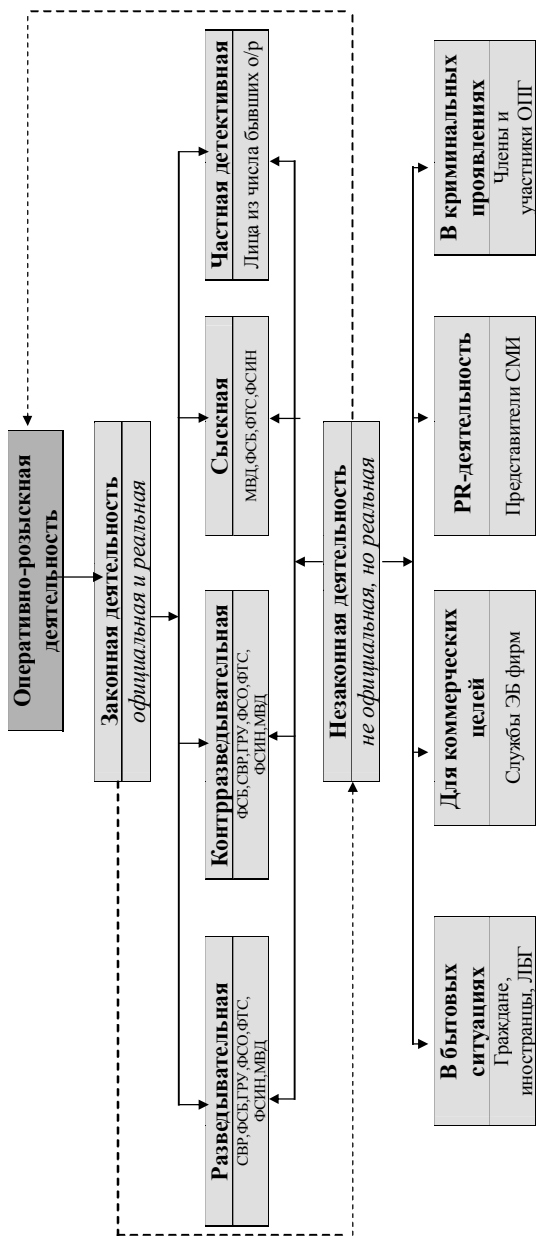 Оперативно-розыскная
деятельность
Законная деятельность
официальная и реальная
Разведывательная
СВР,ФСБ,ГРУ,ФСО,ФТС,
ФСИН,МВД
Контрразведывательная
ФСБ,СВР,ГРУ,ФСО,ФТС,
ФСИН,МВД
Сыскная
МВД,ФСБ,ФТС,ФСИН
Частная детективная
Лица из числа бывших о/р
Незаконная деятельность
не официальная, но реальная
В бытовых
ситуациях
Граждане,
иностранцы, ЛБГ
Для коммерческих
целей
Службы ЭБ фирм
PR-деятельность
Представители СМИ
В криминальных
проявлениях
Члены и
участники ОПГ